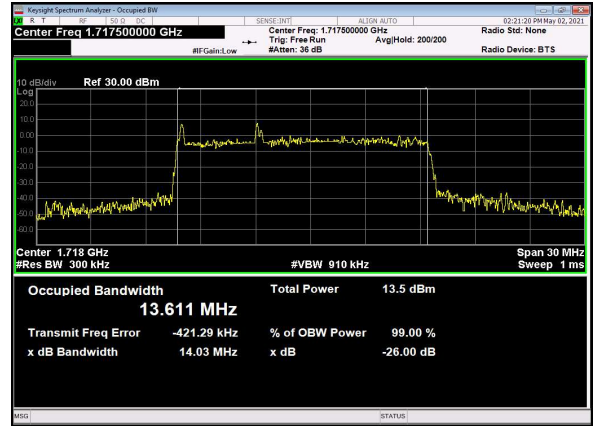 Keysight Spectrum Analyzer - Occupied BW
LXI R T RF 50 Ω DC SENSE:INT ALIGN AUTO 02:21:20 PM May 02, 2021
Center Freq 1.717500000 GHz Center Freq: 1.717500000 GHz Radio Std: None
Trig: Free Run Avg|Hold: 200/200
#IFGain:Low #Atten: 36 dB Radio Device: BTS
10 dB/div Ref 30.00 dBm
Log
20.0
10.0
0.00
-10.0
-20.0
-30.0
-40.0
-50.0
-60.0
Center 1.718 GHz Span 30 MHz
#Res BW 300 kHz #VBW 910 kHz Sweep 1 ms
Occupied Bandwidth Total Power 13.5 dBm
13.611 MHz
Transmit Freq Error -421.29 kHz % of OBW Power 99.00 %
x dB Bandwidth 14.03 MHz x dB -26.00 dB
MSG STATUS